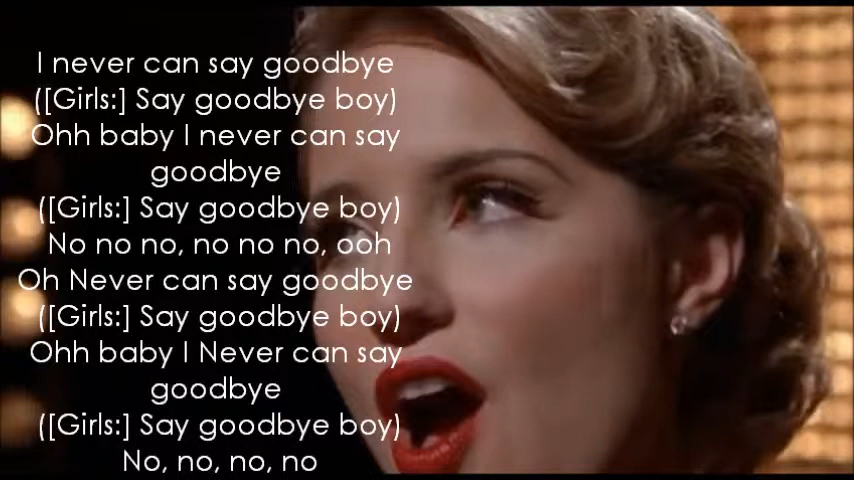 I never can say goodbye
([Girls:] Say goodbye boy)
Ohh baby I never can say
goodbye
([Girls:] Say goodbye boy)
No no no, no no no, ooh
Oh Never can say goodbye
([Girls:] Say goodbye boy)
Ohh baby I Never can say
goodbye
([Girls:] Say goodbye boy)
No, no, no, no